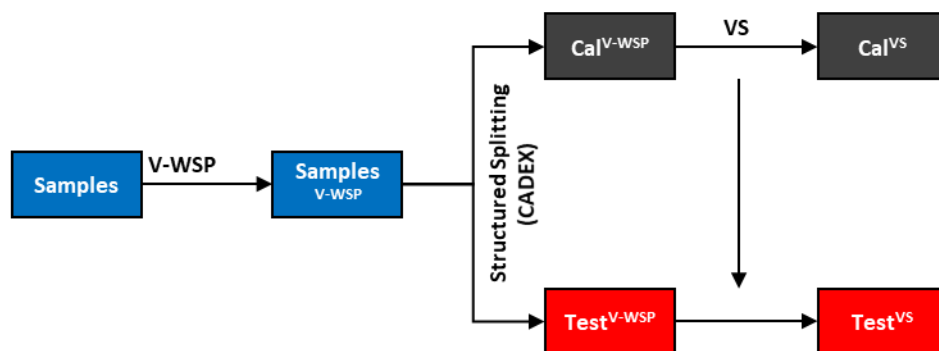 Samples
V-WSP
Samples
V-WSP
Structured Splitting
(CADEX)
Cal^V-WSP
VS
Cal^VS
Test^V-WSP
Test^VS